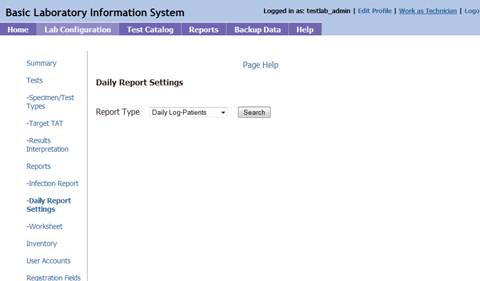 Basic Laboratory Information System
Logged in as: testlab_admin | Edit Profile | Work as Technician | Logo
Home Lab Configuration Test Catalog Reports Backup Data Help
Summary
Tests
-Specimen/Test
Types
-Target TAT
-Results
Interpretation
Reports
-Infection Report
-Daily Report
Settings
-Worksheet
Inventory
User Accounts
Registration Fields
Page Help
Daily Report Settings
Report Type Daily Log-Patients Search